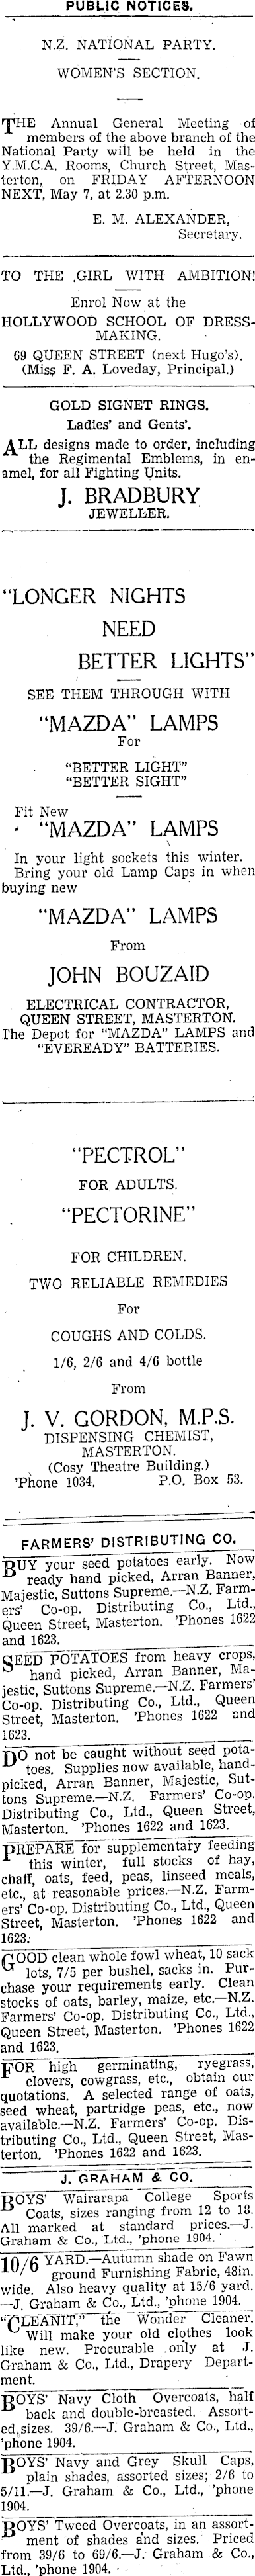 PUBLIC NOTICES.
N.Z. NATIONAL PARTY.
WOMEN'S SECTION.
THE Annual General Meeting of
members of the above branch of the
National Party will be held in the
Y.M.C.A. Rooms, Church Street, Mas-
terton, on FRIDAY AFTERNOON
NEXT, May 7, at 2.30 p.m.
E. M. ALEXANDER,
Secretary.
TO THE GIRL WITH AMBITION!
Enrol Now at the
HOLLYWOOD SCHOOL OF DRESS-
MAKING.
69 QUEEN STREET (next Hugo's).
(Miss F. A. Loveday, Principal.)
GOLD SIGNET RINGS.
Ladies' and Gents'.
ALL designs made to order, including
the Regimental Emblems, in en-
amel, for all Fighting Units.
J. BRADBURY
JEWELLER.
"LONGER NIGHTS
NEED
BETTER LIGHTS"
SEE THEM THROUGH WITH
"MAZDA" LAMPS
For
"BETTER LIGHT"
"BETTER SIGHT"
Fit New
"MAZDA" LAMPS
In your light sockets this winter.
Bring your old Lamp Caps in when
buying new
"MAZDA" LAMPS
From
JOHN BOUZAID
ELECTRICAL CONTRACTOR,
QUEEN STREET, MASTERTON.
The Depot for "MAZDA" LAMPS and
"EVEREADY" BATTERIES.
"PECTROL"
FOR ADULTS.
"PECTORINE"
FOR CHILDREN.
TWO RELIABLE REMEDIES
For
COUGHS AND COLDS.
1/6, 2/6 and 4/6 bottle
From
J. V. GORDON, M.P.S.
DISPENSING CHEMIST,
MASTERTON.
(Cosy Theatre Building.)
'Phone 1034. P.O. Box 53.
FARMERS' DISTRIBUTING CO.
BUY your seed potatoes early. Now
ready hand picked, Arran Banner,
Majestic, Suttons Supreme.—N.Z. Farm-
ers' Co-op. Distributing Co., Ltd.,
Queen Street, Masterton. 'Phones 1622
and 1623.
SEED POTATOES from heavy crops,
hand picked, Arran Banner, Ma-
jestic, Suttons Supreme.—N.Z. Farmers'
Co-op. Distributing Co., Ltd., Queen
Street, Masterton. 'Phones 1622 and
1623.
DO not be caught without seed pota-
toes. Supplies now available, hand-
picked, Arran Banner, Majestic, Sut-
tons Supreme.—N.Z. Farmers' Co-op.
Distributing Co., Ltd., Queen Street,
Masterton. 'Phones 1622 and 1623.
PREPARE for supplementary feeding
this winter, full stocks of hay,
chaff, oats, feed, peas, linseed meals,
etc., at reasonable prices.—N.Z. Farm-
ers' Co-op. Distributing Co., Ltd., Queen
Street, Masterton. 'Phones 1622 and
1623.
GOOD clean whole fowl wheat, 10 sack
lots, 7/5 per bushel, sacks in. Pur-
chase your requirements early. Clean
stocks of oats, barley, maize, etc.—N.Z.
Farmers' Co-op. Distributing Co., Ltd.,
Queen Street, Masterton. 'Phones 1622
and 1623.
FOR high germinating, ryegrass,
clovers, cowgrass, etc., obtain our
quotations. A selected range of oats,
seed wheat, partridge peas, etc., now
available.—N.Z. Farmers' Co-op. Dis-
tributing Co., Ltd., Queen Street, Mas-
terton. 'Phones 1622 and 1623.
J. GRAHAM & CO.
BOYS' Wairarapa College Sports
Coats, sizes ranging from 12 to 18.
All marked at standard prices.—J.
Graham & Co., Ltd., 'phone 1904.
10/6 YARD.—Autumn shade on Fawn
ground Furnishing Fabric, 48in.
wide. Also heavy quality at 15/6 yard.
—J. Graham & Co., Ltd., 'phone 1904.
"CLEANIT," the Wonder Cleaner.
Will make your old clothes look
like new. Procurable only at J.
Graham & Co., Ltd., Drapery Depart-
ment.
BOYS' Navy Cloth Overcoats, half
back and double-breasted. Assort-
ed sizes. 39/6.—J. Graham & Co., Ltd.,
'phone 1904.
BOYS' Navy and Grey Skull Caps,
plain shades, assorted sizes; 2/6 to
5/11.—J. Graham & Co., Ltd., 'phone
1904.
BOYS' Tweed Overcoats, in an assort-
ment of shades and sizes. Priced
from 39/6 to 69/6.—J. Graham & Co.,
Ltd., 'phone 1904.